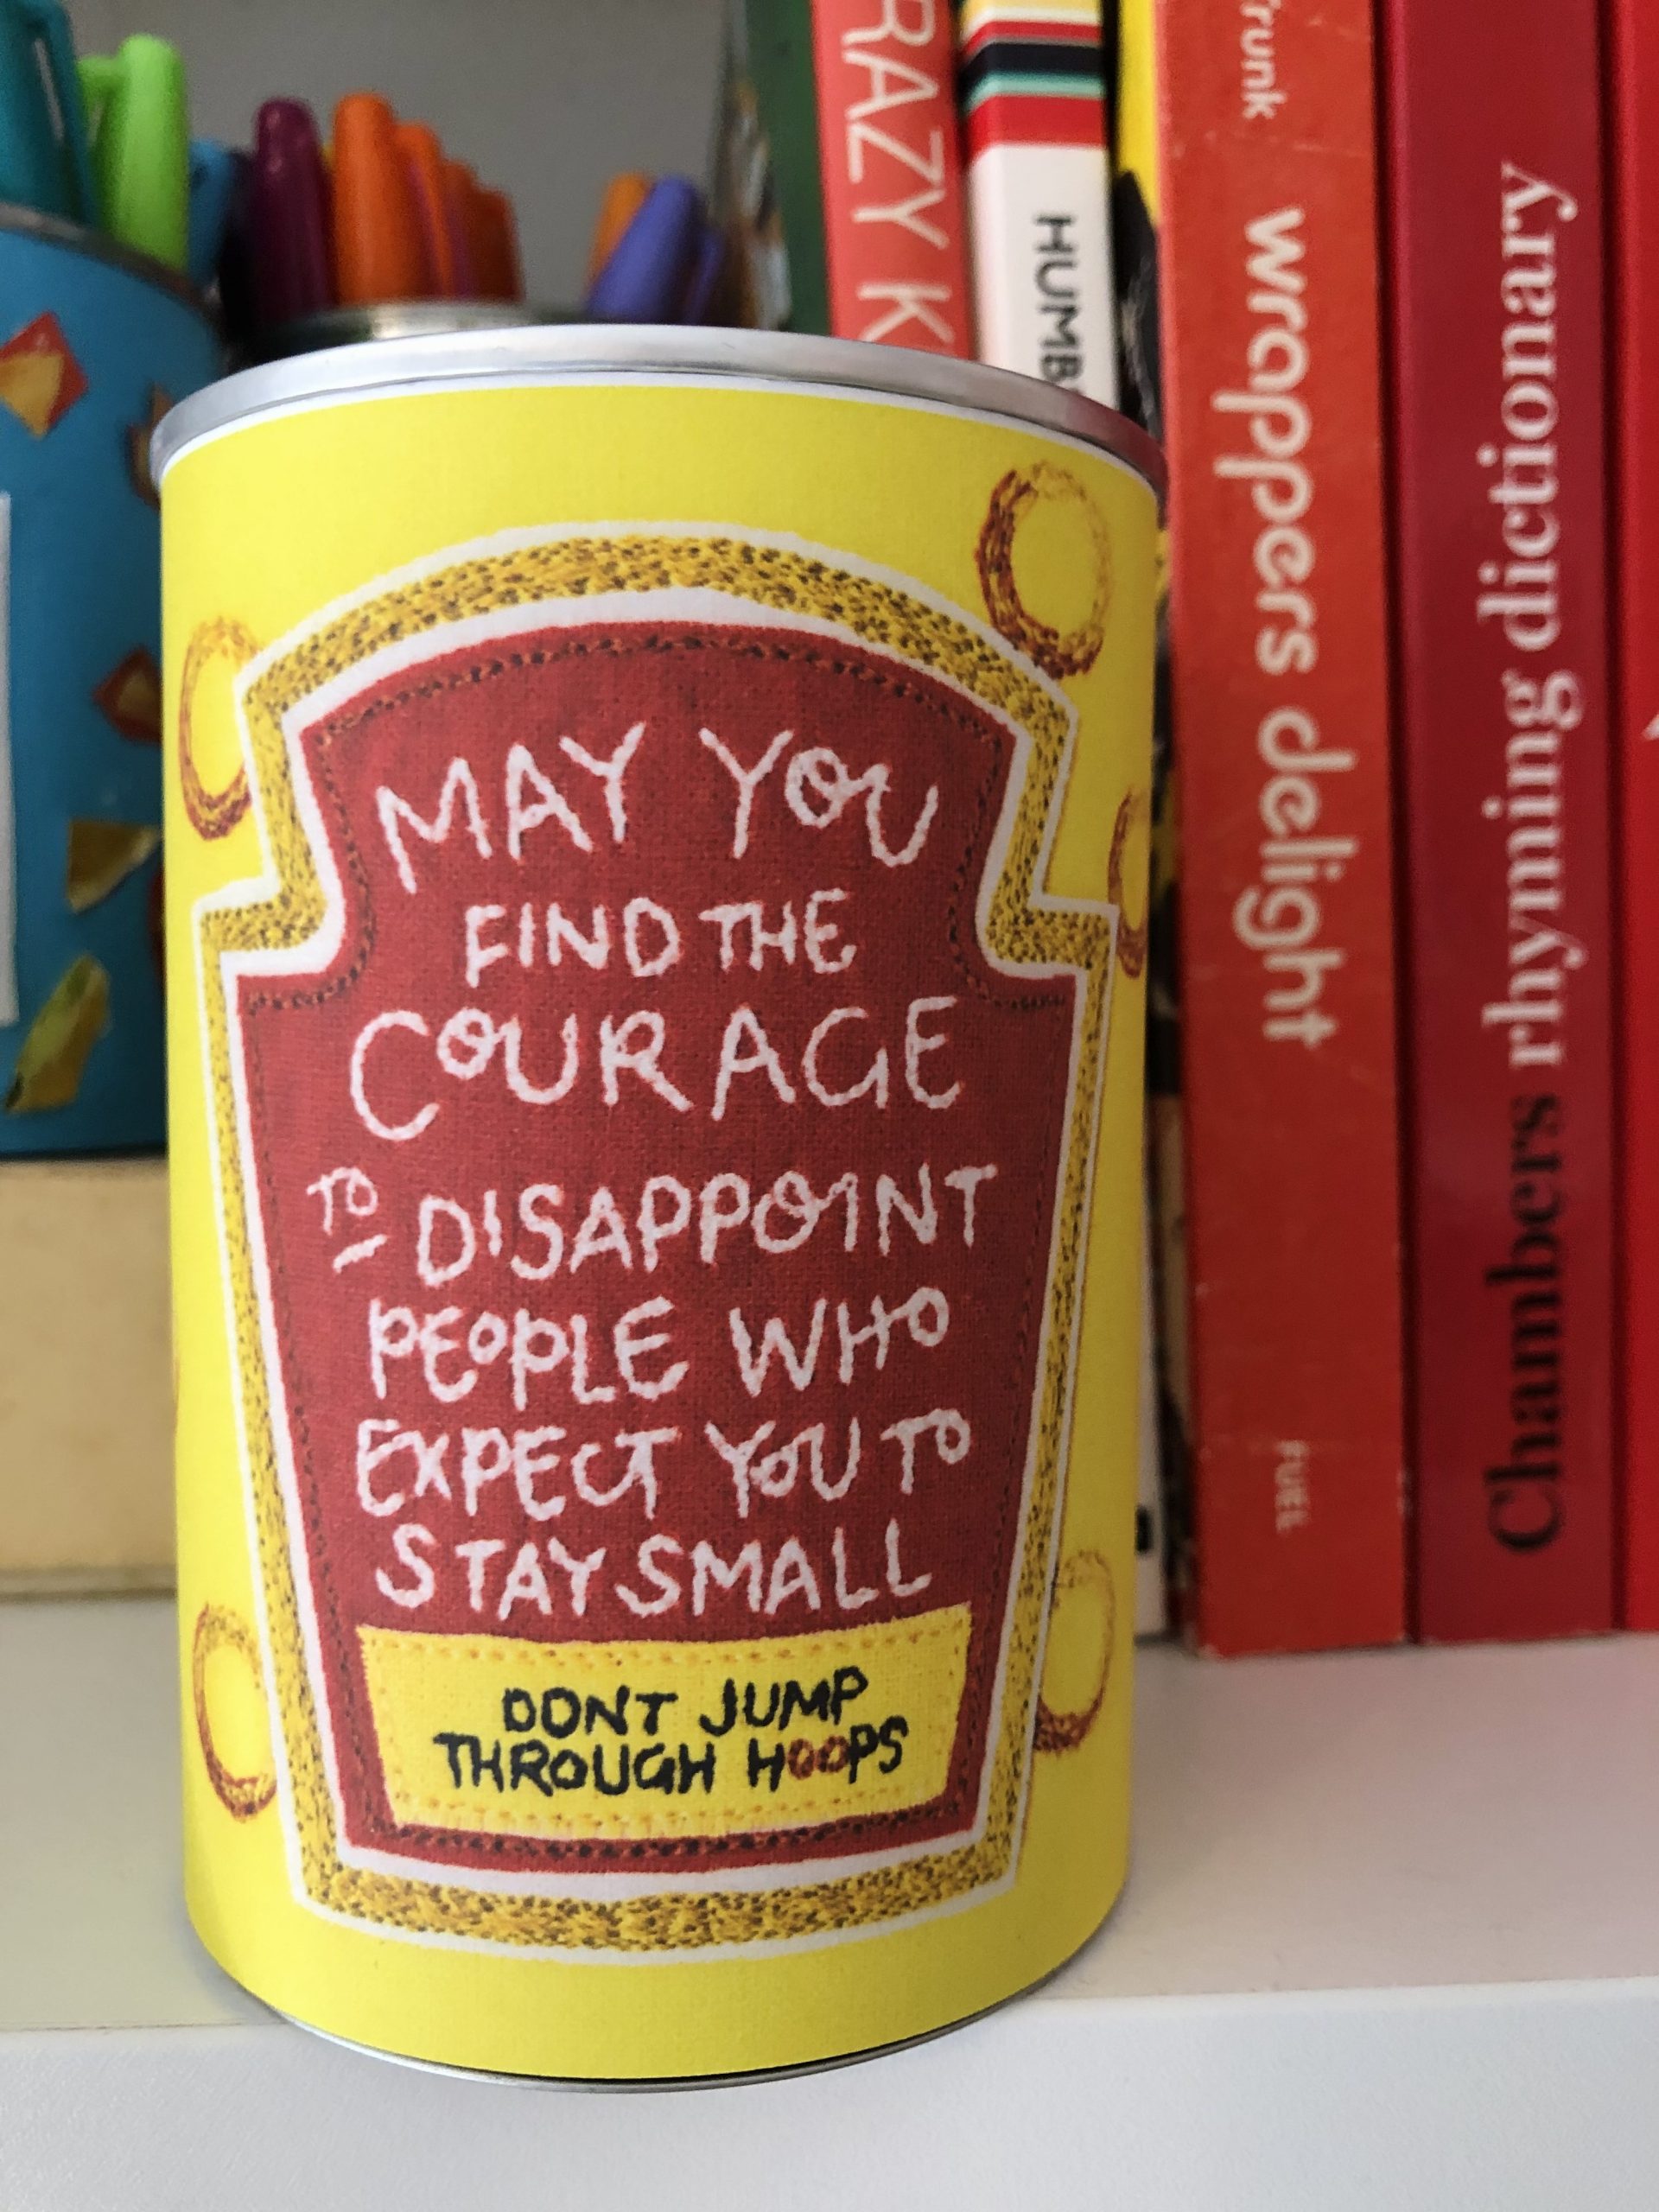 MAY YOU
FIND THE
COURAGE
TO DISAPPOINT
PEOPLE WHO
EXPECT YOU TO
STAY SMALL
DONT JUMP
THROUGH HOOPS
RAZY K
HUMB
Trunk
wrappers delight
FUEL
Chambers rhyming dictionary